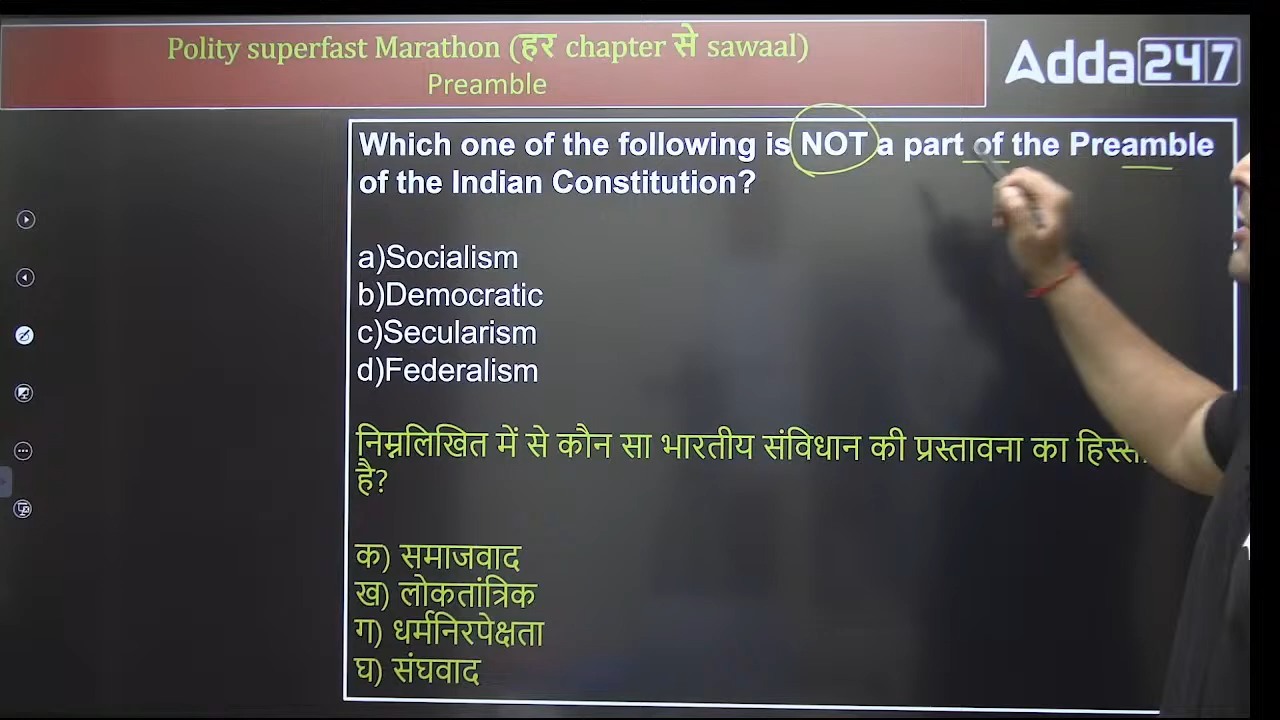 Polity superfast Marathon (हर chapter से sawaal)
Preamble
Adda247
Which one of the following is NOT a part of the Preamble
of the Indian Constitution?
a)Socialism
b)Democratic
c)Secularism
d)Federalism
निम्नलिखित में से कौन सा भारतीय संविधान की प्रस्तावना का
है?
क) समाजवाद
ख) लोकतांत्रिक
ग) धर्मनिरपेक्षता
घ) संघवाद